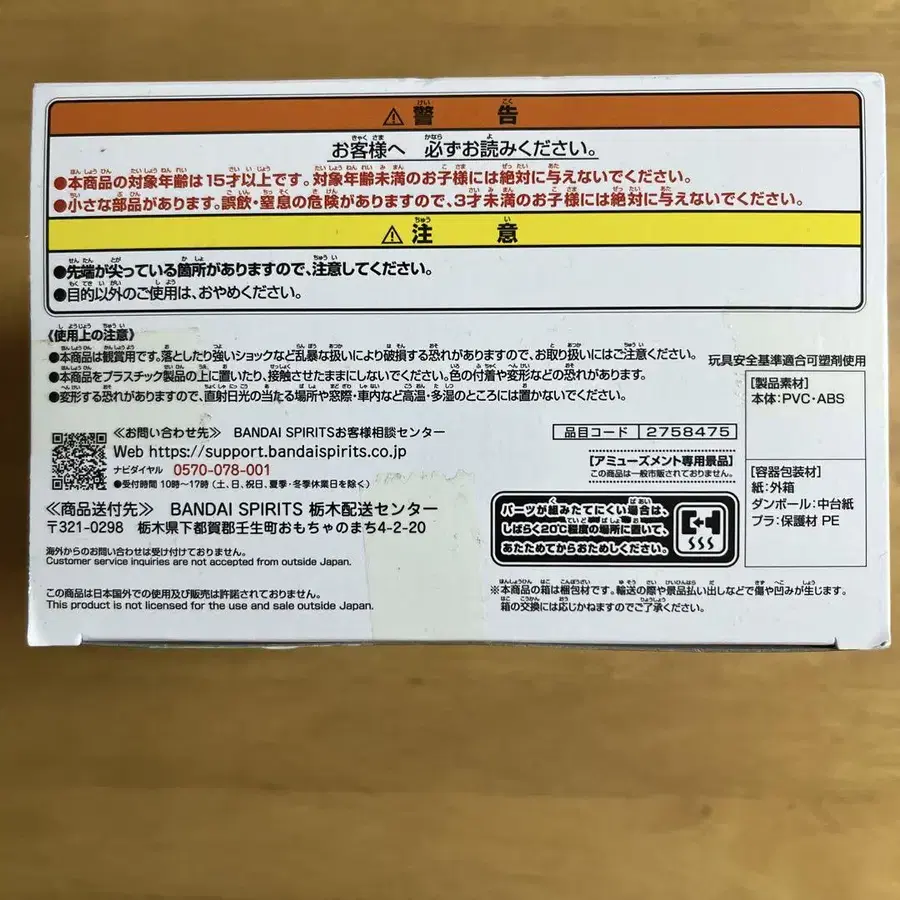 ⚠ 警告
お客様へ 必ずお読みください。
●本商品の対象年齢は15才以上です。対象年齢未満のお子様には絶対に与えないでください。
●小さな部品があります。誤飲・窒息の危険がありますので、3才未満のお子様には絶対に与えないでください。
⚠ 注意
●先端が尖っている箇所がありますので、注意してください。
●目的以外のご使用は、おやめください。
《使用上の注意》
●本商品は観賞用です。落としたり強いショックなど乱暴な扱いにより破損する恐れがありますので、お取り扱いにはご注意ください。
●本商品をプラスチック製品の上に置いたり、接触させたままにしないでください。色の付着や変形などの恐れがあります。
●変形する恐れがありますので、直射日光の当たる場所や窓際・車内など高温・多湿のところには置かないでください。
玩具安全基準適合可塑剤使用
[製品素材]
本体:PVC・ABS
≪お問い合わせ先≫ BANDAI SPIRITSお客様相談センター
Web https://support.bandaispirits.co.jp
ナビダイヤル 0570-078-001
●受付時間 10時～17時(土、日、祝日、夏季・冬季休業日を除く)
品目コード 2758475
[アミューズメント専用景品]
この商品は一般市販されておりません。
[容器包装材]
紙:外箱
ダンボール:中台紙
プラ:保護材 PE
≪商品送付先≫ BANDAI SPIRITS 栃木配送センター
〒321-0298 栃木県下都賀郡壬生町おもちゃのまち4-2-20
パーツが組みたてにくい場合は、
しばらく20℃程度の場所に置いて、
あたためてからおためしください。
海外からのお問い合わせは受け付けておりません。
Customer service inquiries are not accepted from outside Japan.
この商品は日本国外での使用及び販売は許諾されておりません。
This product is not licensed for the use and sale outside Japan.
※本商品の箱は梱包材です。輸送の際や景品払い出しなどで傷や凹みが生じます。
箱の交換には応じかねますのでご了承ください。